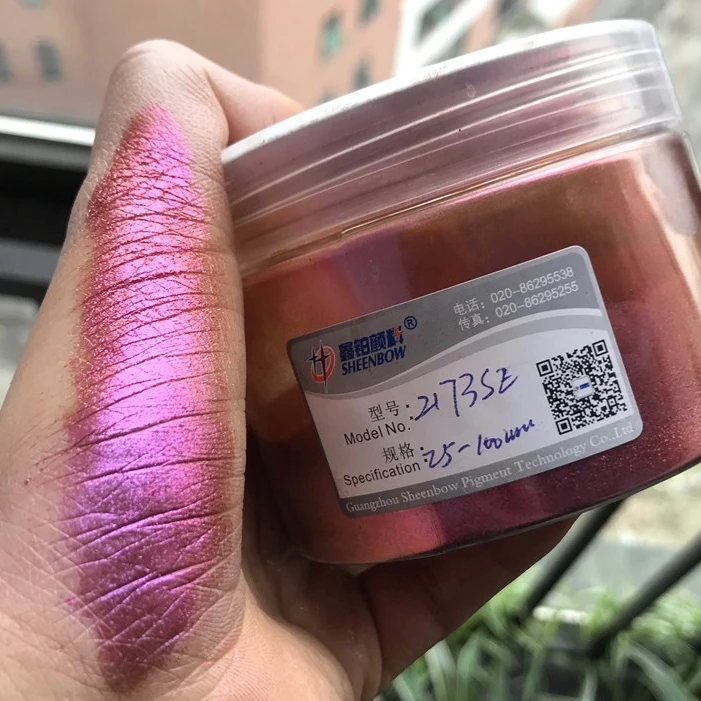 鑫铂颜料®
SHEENBOW
电话：020-86295538
传真：020-86295255
型号：2173SE
Model No.
规格：25-100um
Specification
Guangzhou Sheenbow Pigment Technology Co.,Ltd